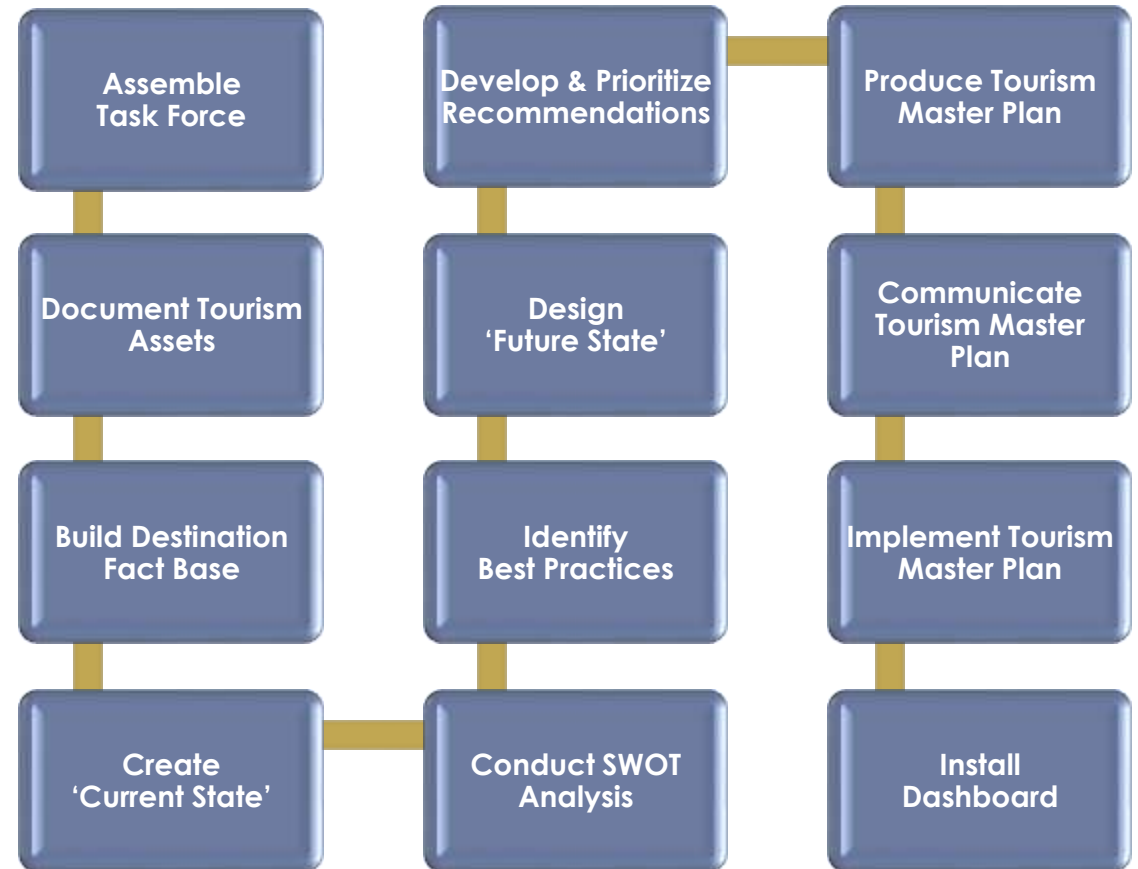 Assemble
Task Force
Document Tourism
Assets
Build Destination
Fact Base
Create
‘Current State’
Conduct SWOT
Analysis
Identify
Best Practices
Design
‘Future State’
Develop & Prioritize
Recommendations
Produce Tourism
Master Plan
Communicate
Tourism Master
Plan
Implement Tourism
Master Plan
Install
Dashboard